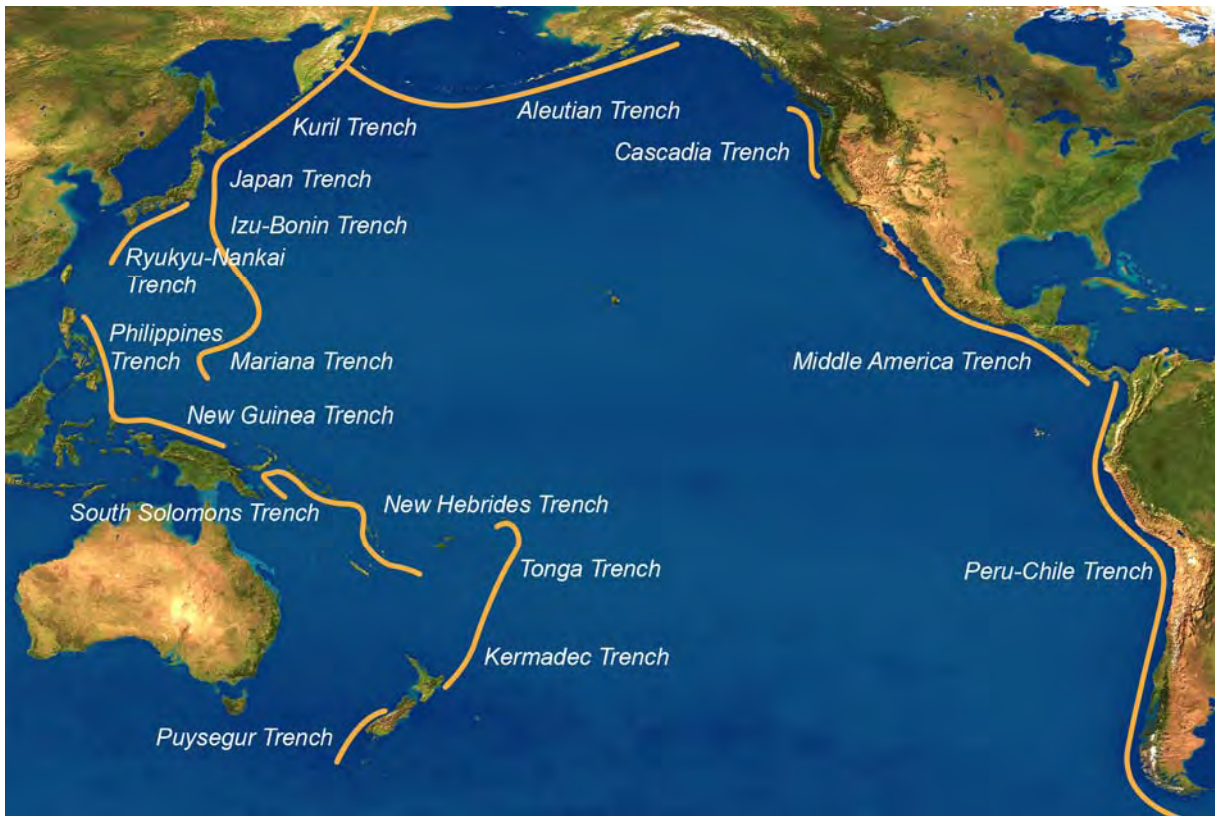 Kuril Trench
Aleutian Trench
Cascadia Trench
Japan Trench
Izu-Bonin Trench
Ryukyu-Nankai
Trench
Philippines
Trench
Mariana Trench
Middle America Trench
New Guinea Trench
South Solomons Trench
New Hebrides Trench
Tonga Trench
Peru-Chile Trench
Kermadec Trench
Puysegur Trench